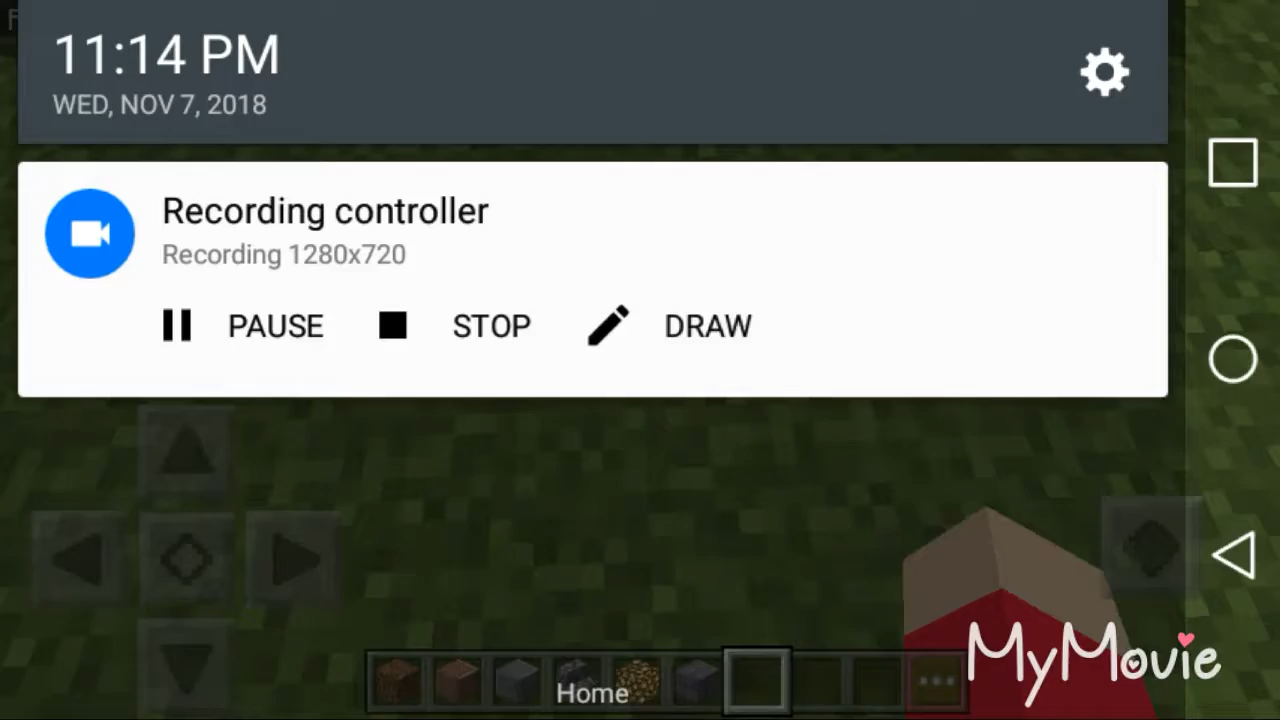 11:14 PM
WED, NOV 7, 2018
Recording controller
Recording 1280x720
PAUSE STOP DRAW
Home
MyMovie